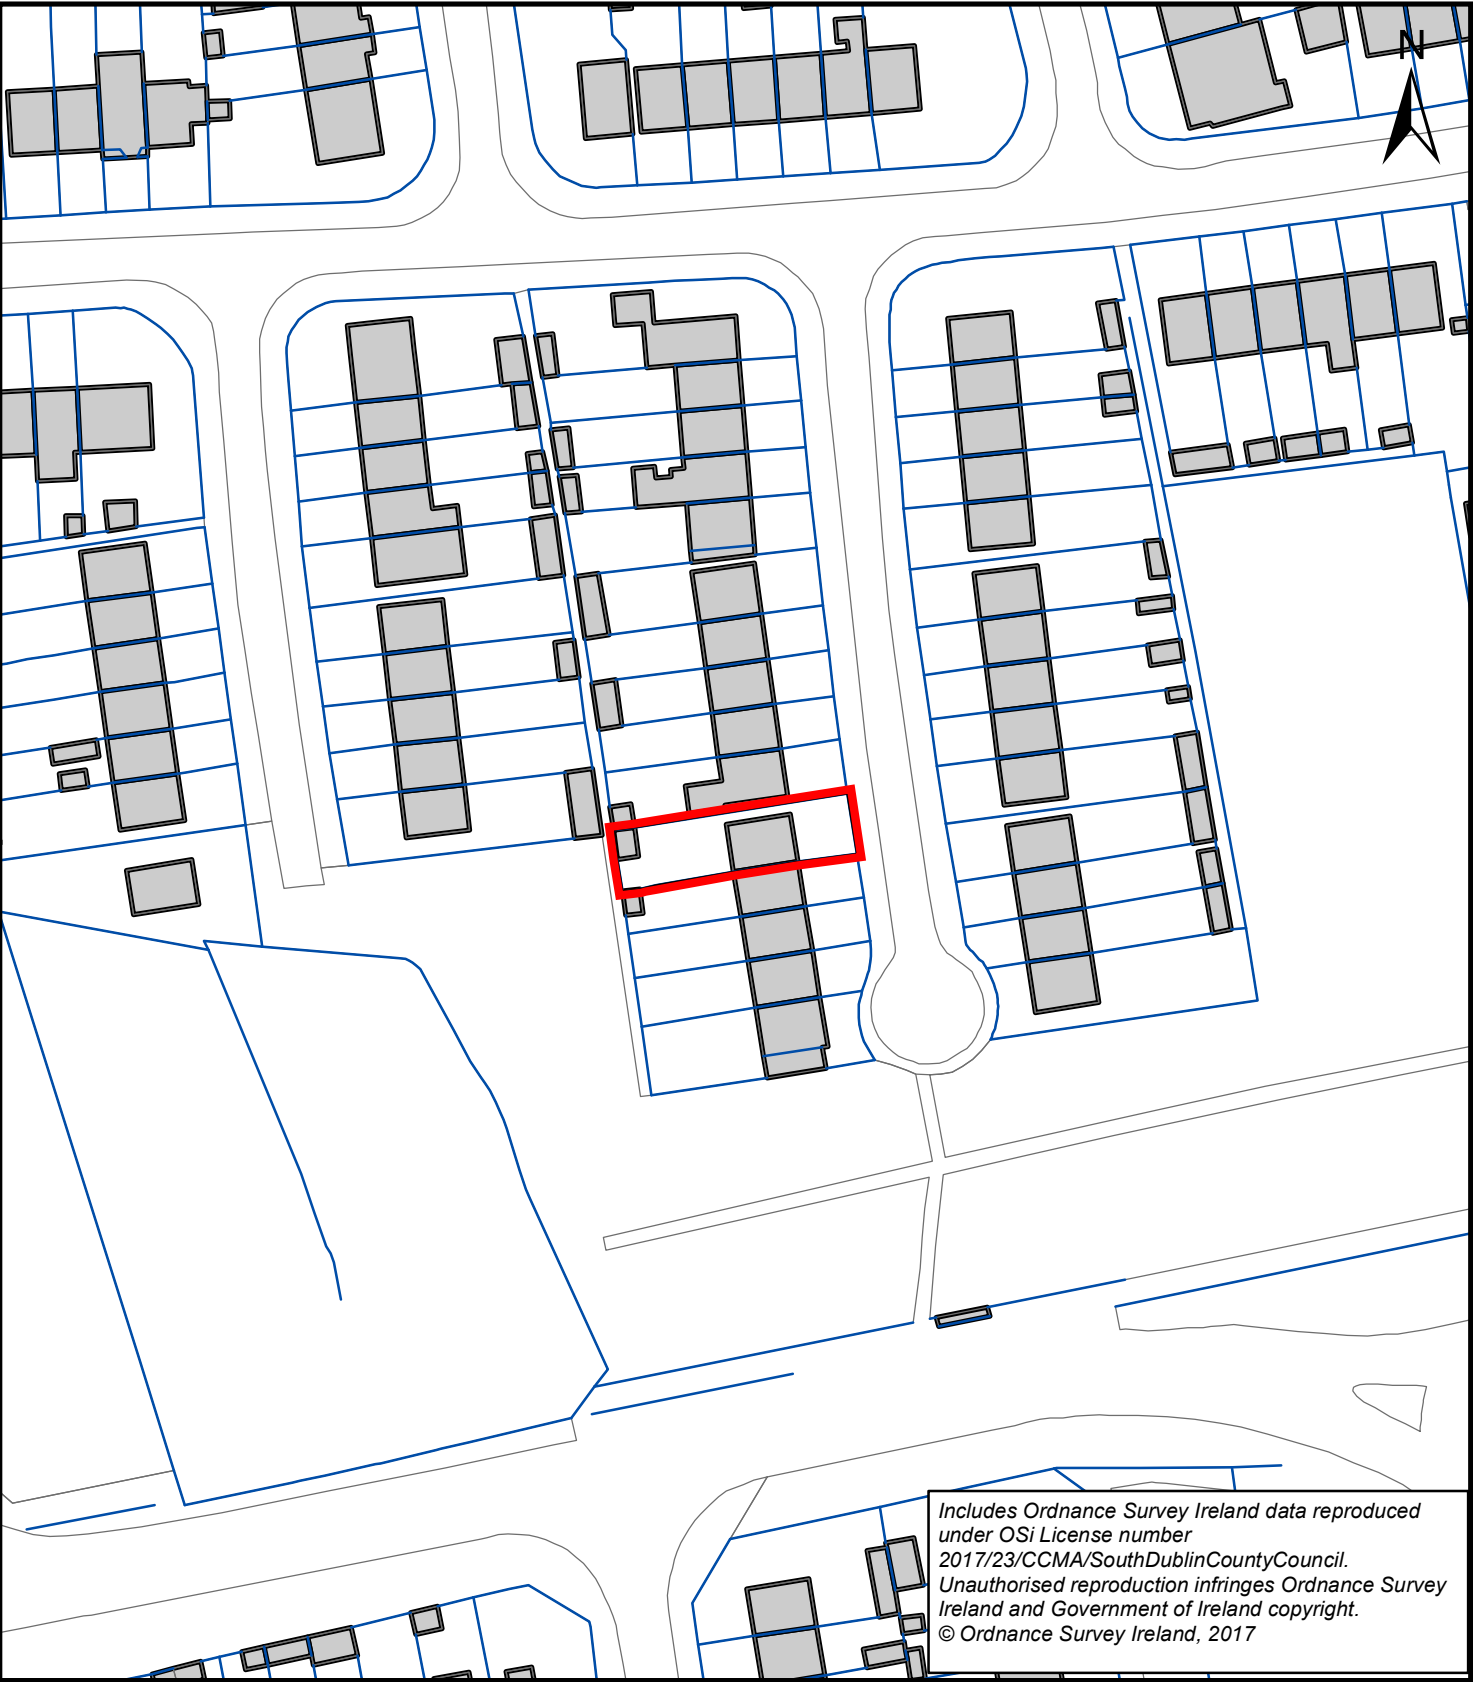 N
Includes Ordnance Survey Ireland data reproduced
under OSi License number
2017/23/CCMA/SouthDublinCountyCouncil.
Unauthorised reproduction infringes Ordnance Survey
Ireland and Government of Ireland copyright.
© Ordnance Survey Ireland, 2017